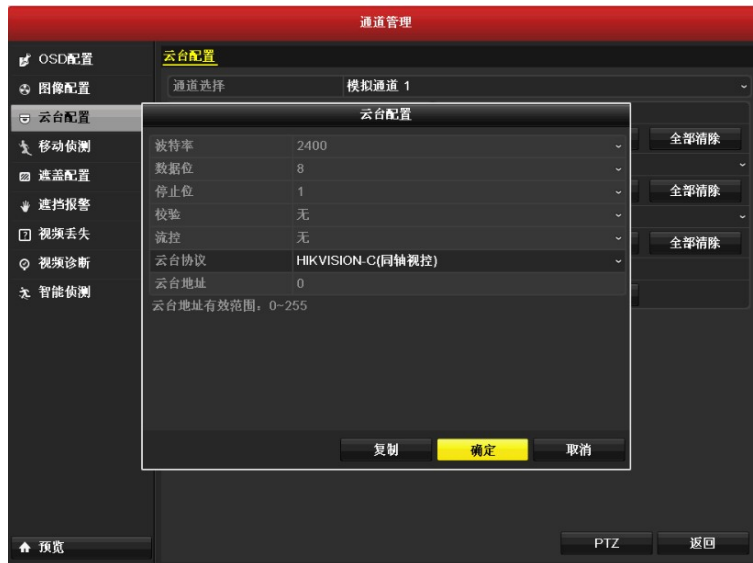 通道管理
OSD配置
图像配置
云台配置
移动侦测
遮盖配置
遮挡报警
视频丢失
视频诊断
智能侦测
预览
云台配置
通道选择 模拟通道 1
全部清除
全部清除
全部清除
云台配置
波特率 2400
数据位 8
停止位 1
校验 无
流控 无
云台协议 HIKVISION-C(同轴视控)
云台地址 0
云台地址有效范围：0~255
复制 确定 取消
PTZ 返回